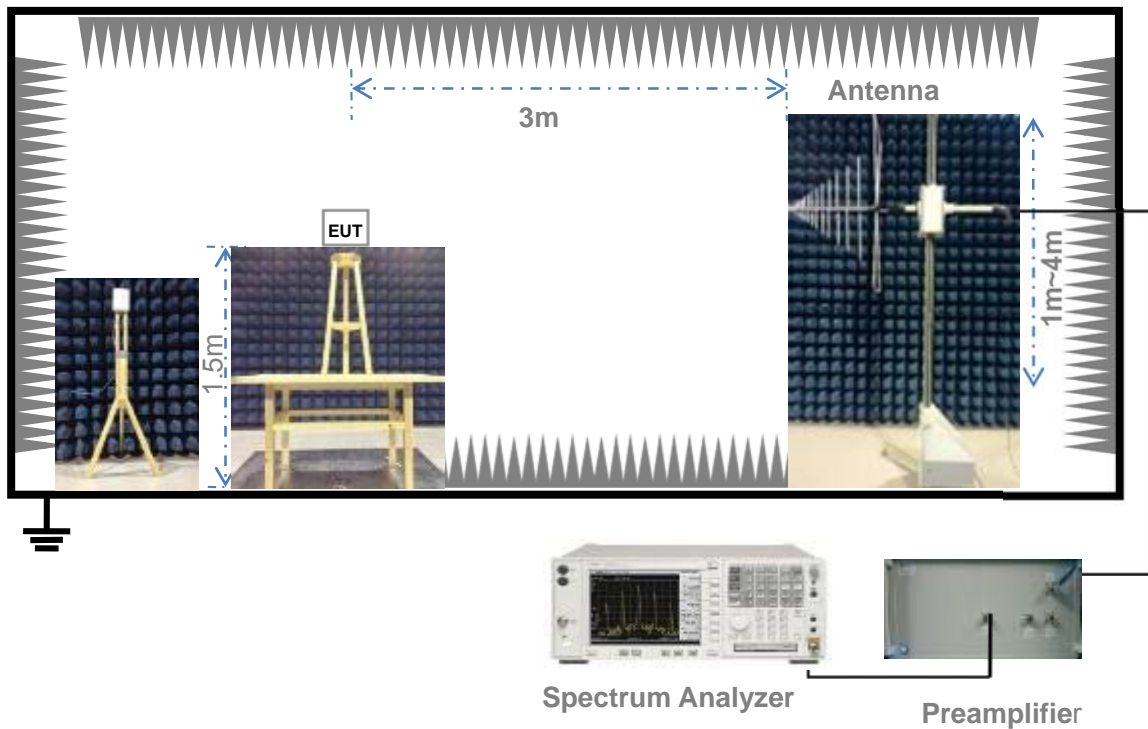 Antenna
3m
EUT
1m~4m
1.5m
Spectrum Analyzer
Preamplifier